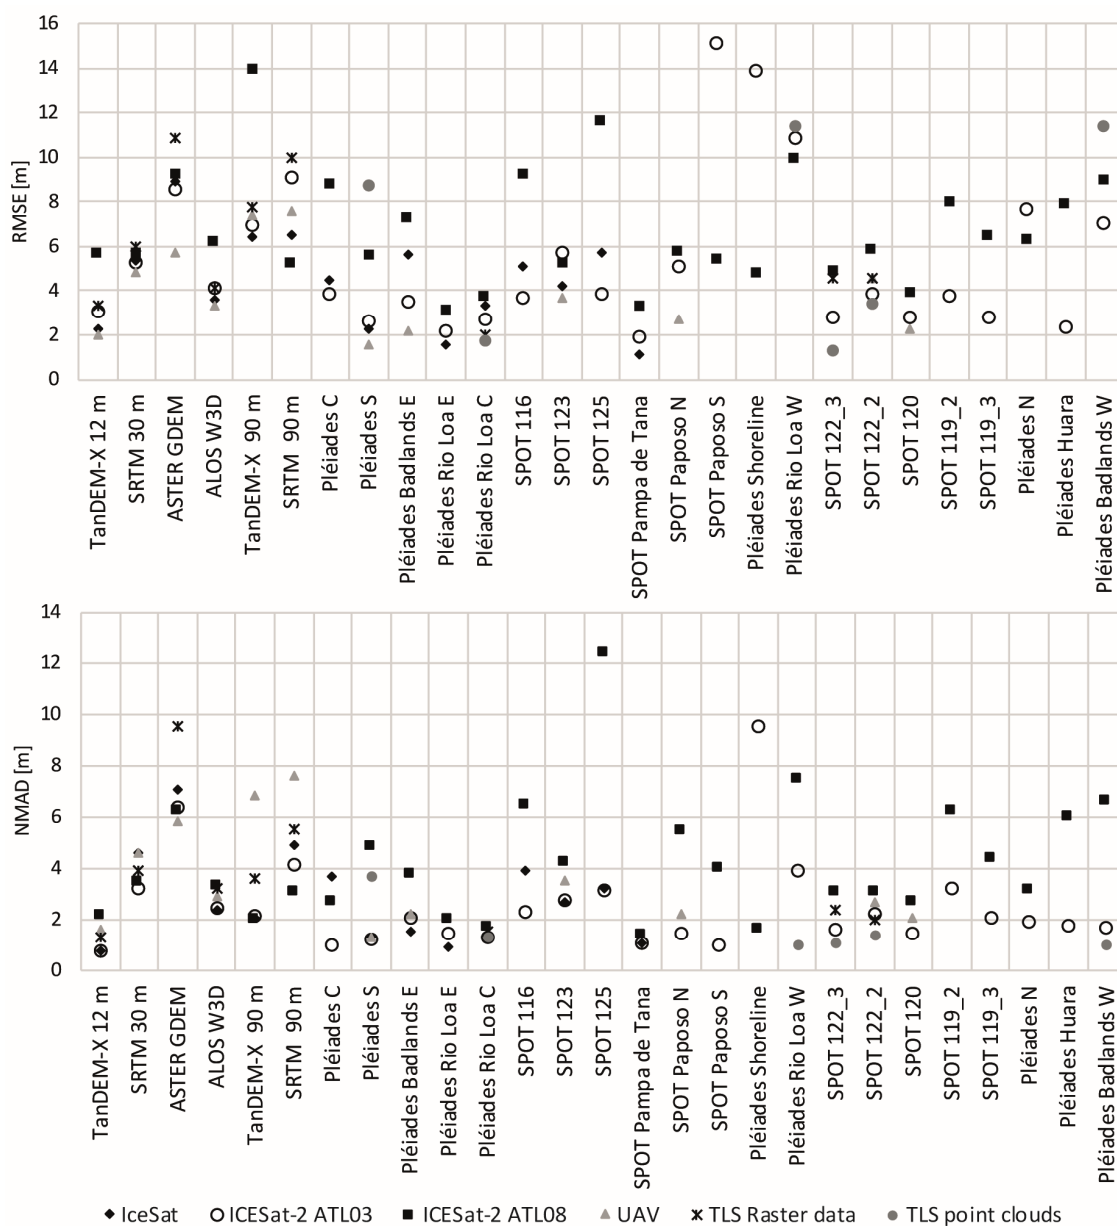 16
14
12
10
8
6
4
2
0
RMSE [m]
TanDEM-X 12 m
SRTM 30 m
ASTER GDEM
ALOS W3D
TanDEM-X 90 m
SRTM 90 m
Pléiades C
Pléiades S
Pléiades Badlands E
Pléiades Rio Loa E
Pléiades Rio Loa C
SPOT 116
SPOT 123
SPOT 125
SPOT Pampa de Tana
SPOT Paposo N
SPOT Paposo S
Pléiades Shoreline
Pléiades Rio Loa W
SPOT 122_3
SPOT 122_2
SPOT 120
SPOT 119_2
SPOT 119_3
Pléiades N
Pléiades Huara
Pléiades Badlands W
14
12
10
8
6
4
2
0
NMAD [m]
TanDEM-X 12 m
SRTM 30 m
ASTER GDEM
ALOS W3D
TanDEM-X 90 m
SRTM 90 m
Pléiades C
Pléiades S
Pléiades Badlands E
Pléiades Rio Loa E
Pléiades Rio Loa C
SPOT 116
SPOT 123
SPOT 125
SPOT Pampa de Tana
SPOT Paposo N
SPOT Paposo S
Pléiades Shoreline
Pléiades Rio Loa W
SPOT 122_3
SPOT 122_2
SPOT 120
SPOT 119_2
SPOT 119_3
Pléiades N
Pléiades Huara
Pléiades Badlands W
IceSat ICESat-2 ATL03 ICESat-2 ATL08 UAV TLS Raster data TLS point clouds